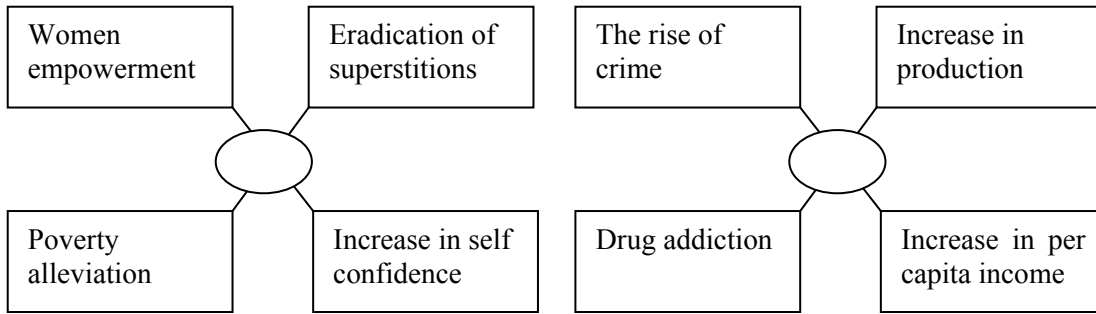 Women
empowerment
Eradication of
superstitions
The rise of
crime
Increase in
production
Poverty
alleviation
Increase in self
confidence
Drug addiction
Increase in per
capita income